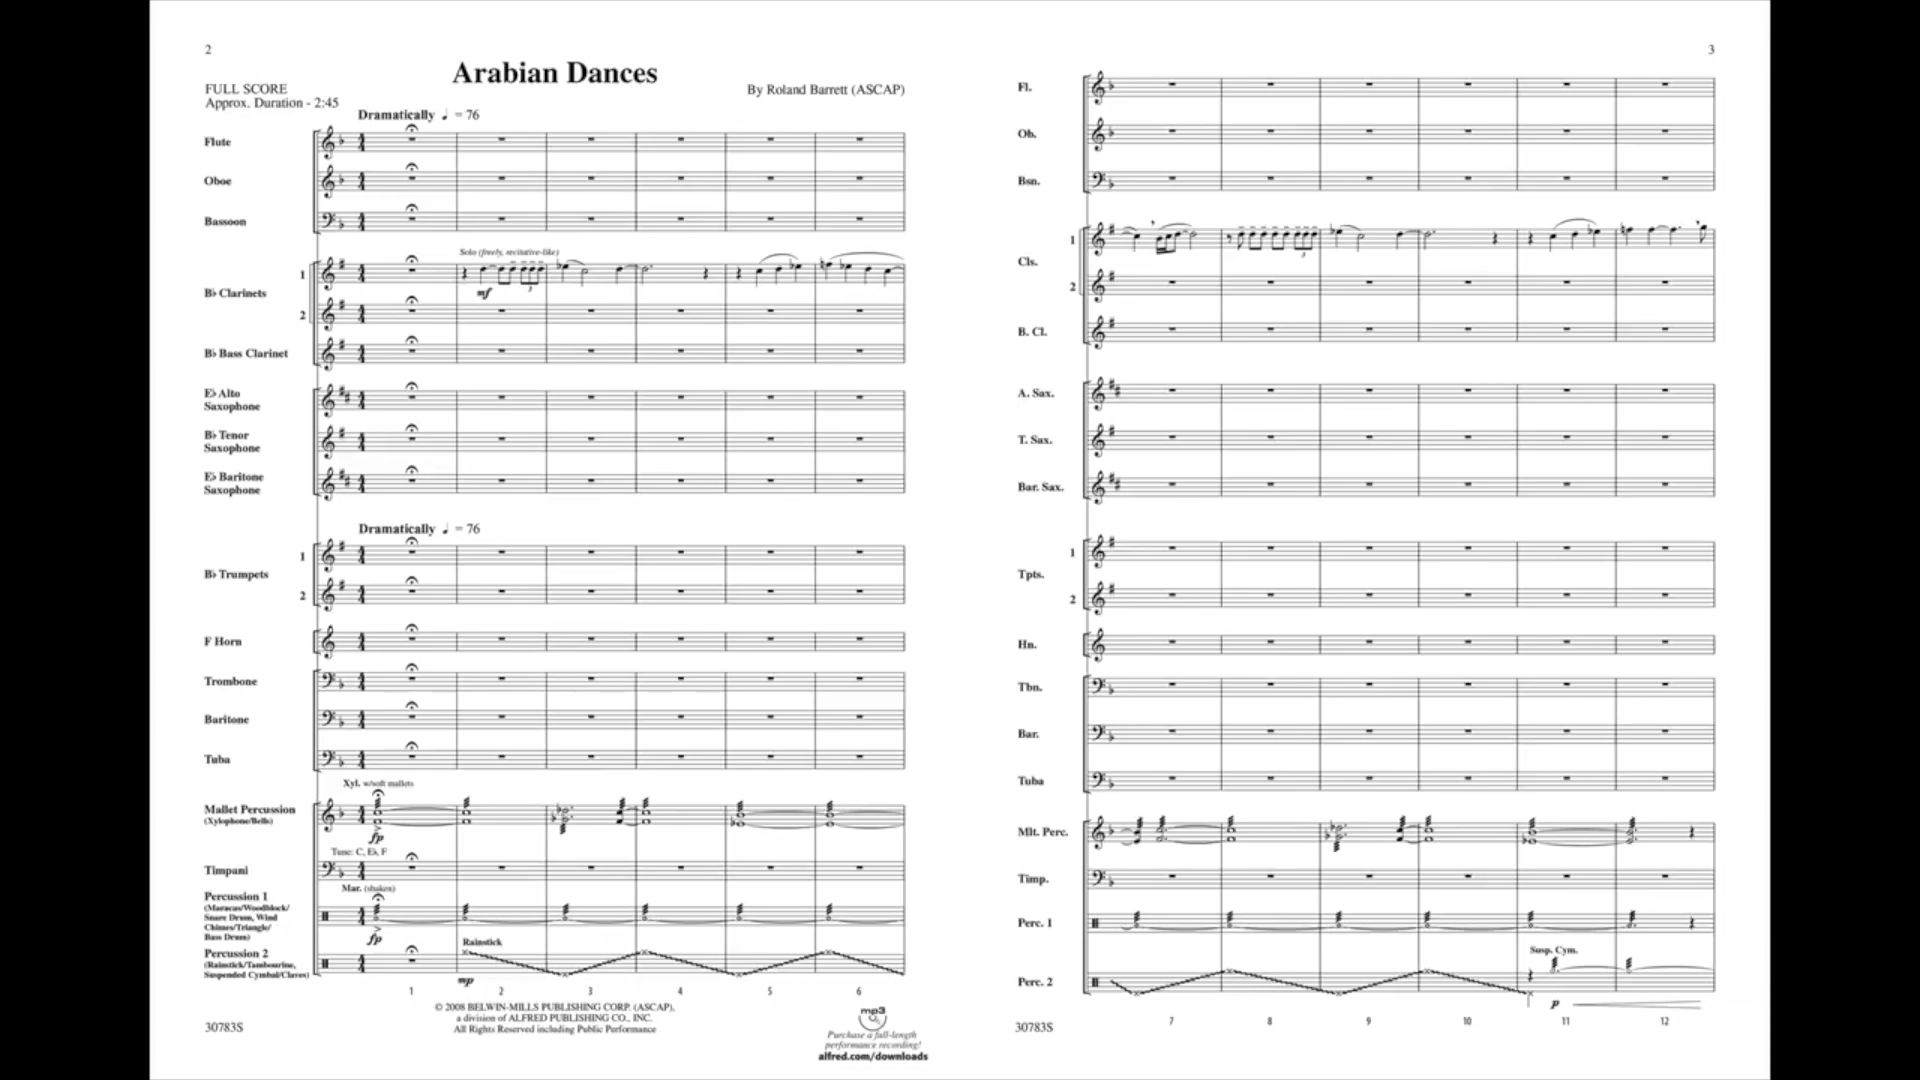 2
Arabian Dances
FULL SCORE
Approx. Duration - 2:45
By Roland Barrett (ASCAP)
Dramatically ♩ = 76
Flute
Oboe
Bassoon
Solo (freely, recitative-like)
B♭ Clarinets
1
mf
3
2
B♭ Bass Clarinet
E♭ Alto
Saxophone
B♭ Tenor
Saxophone
E♭ Baritone
Saxophone
Dramatically ♩ = 76
B♭ Trumpets
1
2
F Horn
Trombone
Baritone
Tuba
Xyl. w/soft mallets
Mallet Percussion
(Xylophone/Bells)
fp
Tune: C, E♭, F
Timpani
Mar. (shaken)
Percussion 1
(Maracas/Woodblock/
Snare Drum, Wind
Chimes/Triangle/
Bass Drum)
fp
Rainstick
Percussion 2
(Rainstick/Tambourine,
Suspended Cymbal/Claves)
mp
1 2 3 4 5 6
© 2008 BELWIN-MILLS PUBLISHING CORP. (ASCAP),
a division of ALFRED PUBLISHING CO., INC.
All Rights Reserved including Public Performance
30783S
mp3
Purchase a full-length
performance recording!
alfred.com/downloads
3
Fl.
Ob.
Bsn.
Cls.
1
3
2
B. Cl.
A. Sax.
T. Sax.
Bar. Sax.
Tpts.
1
2
Hn.
Tbn.
Bar.
Tuba
Mlt. Perc.
Timp.
Perc. 1
Susp. Cym.
Perc. 2
p
7 8 9 10 11 12
30783S